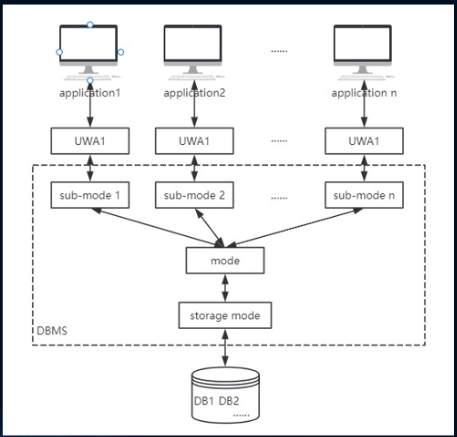 application1 application2 ...... application n
UWA1 UWA1 ...... UWA1
sub-mode 1 sub-mode 2 ...... sub-mode n
mode
storage mode
DBMS
DB1 DB2
......